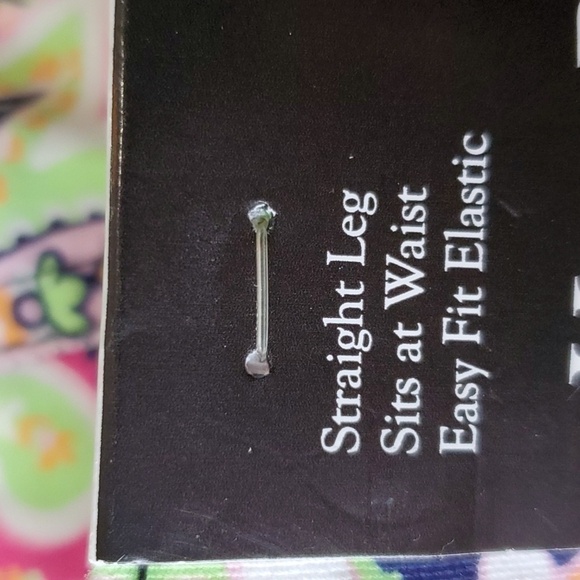 Straight Leg
Sits at Waist
Easy Fit Elastic